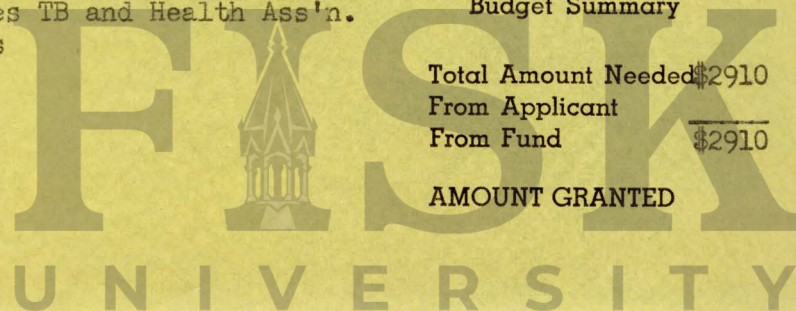 es TB and Health Ass'n.
s
Budget Summary
Total Amount Needed $2910
From Applicant
From Fund $2910
AMOUNT GRANTED
FISK
UNIVERSITY